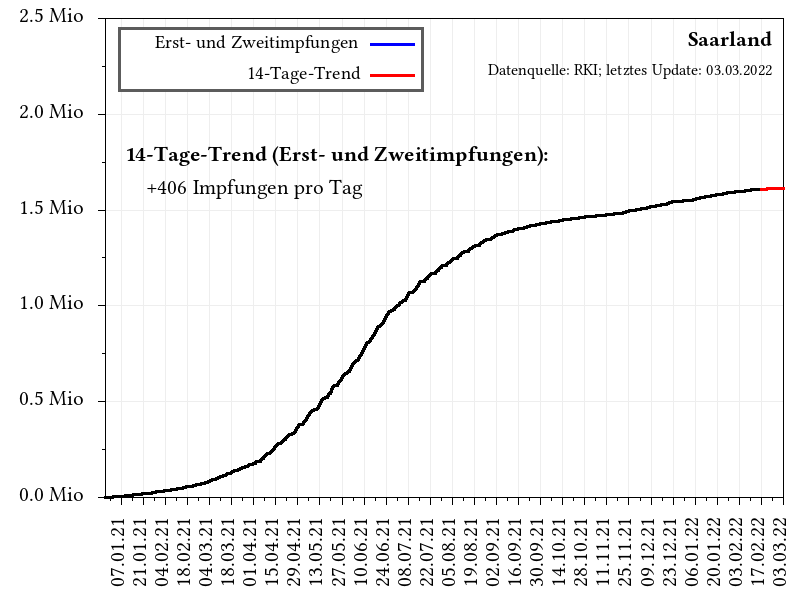 2.5 Mio
Erst- und Zweitimpfungen
14-Tage-Trend
Saarland
Datenquelle: RKI; letztes Update: 03.03.2022
2.0 Mio
14-Tage-Trend (Erst- und Zweitimpfungen):
+406 Impfungen pro Tag
1.5 Mio
1.0 Mio
0.5 Mio
0.0 Mio
07.01.21
21.01.21
04.02.21
18.02.21
04.03.21
18.03.21
01.04.21
15.04.21
29.04.21
13.05.21
27.05.21
10.06.21
24.06.21
08.07.21
22.07.21
05.08.21
19.08.21
02.09.21
16.09.21
30.09.21
14.10.21
28.10.21
11.11.21
25.11.21
09.12.21
23.12.21
06.01.22
20.01.22
03.02.22
17.02.22
03.03.22